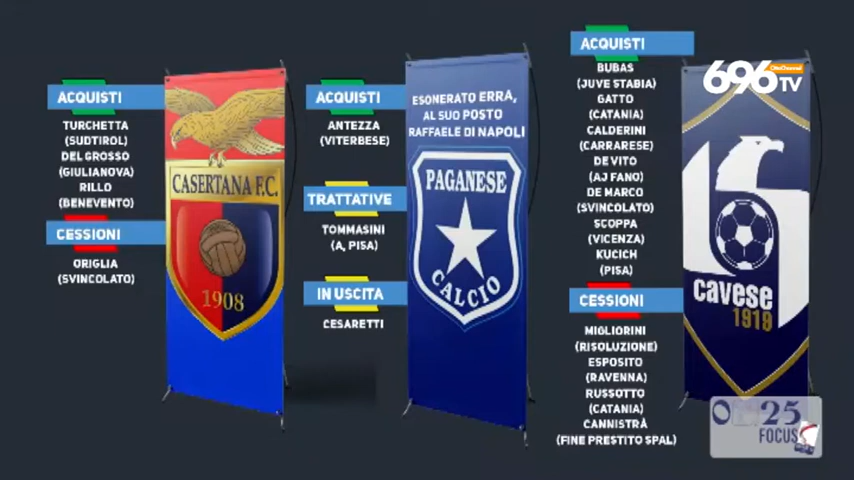 ACQUISTI
TURCHETTA
(SUDTIROL)
DEL GROSSO
(GIULIANOVA)
RILLO
(BENEVENTO)
CESSIONI
ORIGLIA
(SVINCOLATO)
CASERTANA F.C.
1908
ACQUISTI
ANTEZZA
(VITERBESE)
TRATTATIVE
TOMMASINI
(A, PISA)
IN USCITA
CESARETTI
ESONERATO ERRA,
AL SUO POSTO
RAFFAELE DI NAPOLI
PAGANESE
CALCIO
ACQUISTI
BUBAS
(JUVE STABIA)
GATTO
(CATANIA)
CALDERINI
(CARRARESE)
DE VITO
(AJ FANO)
DE MARCO
(SVINCOLATO)
SCOPPA
(VICENZA)
KUCICH
(PISA)
CESSIONI
MIGLIORINI
(RISOLUZIONE)
ESPOSITO
(RAVENNA)
RUSSOTTO
(CATANIA)
CANNISTRÀ
(FINE PRESTITO SPAL)
696
TV
cavese
1919
25
FOCUS